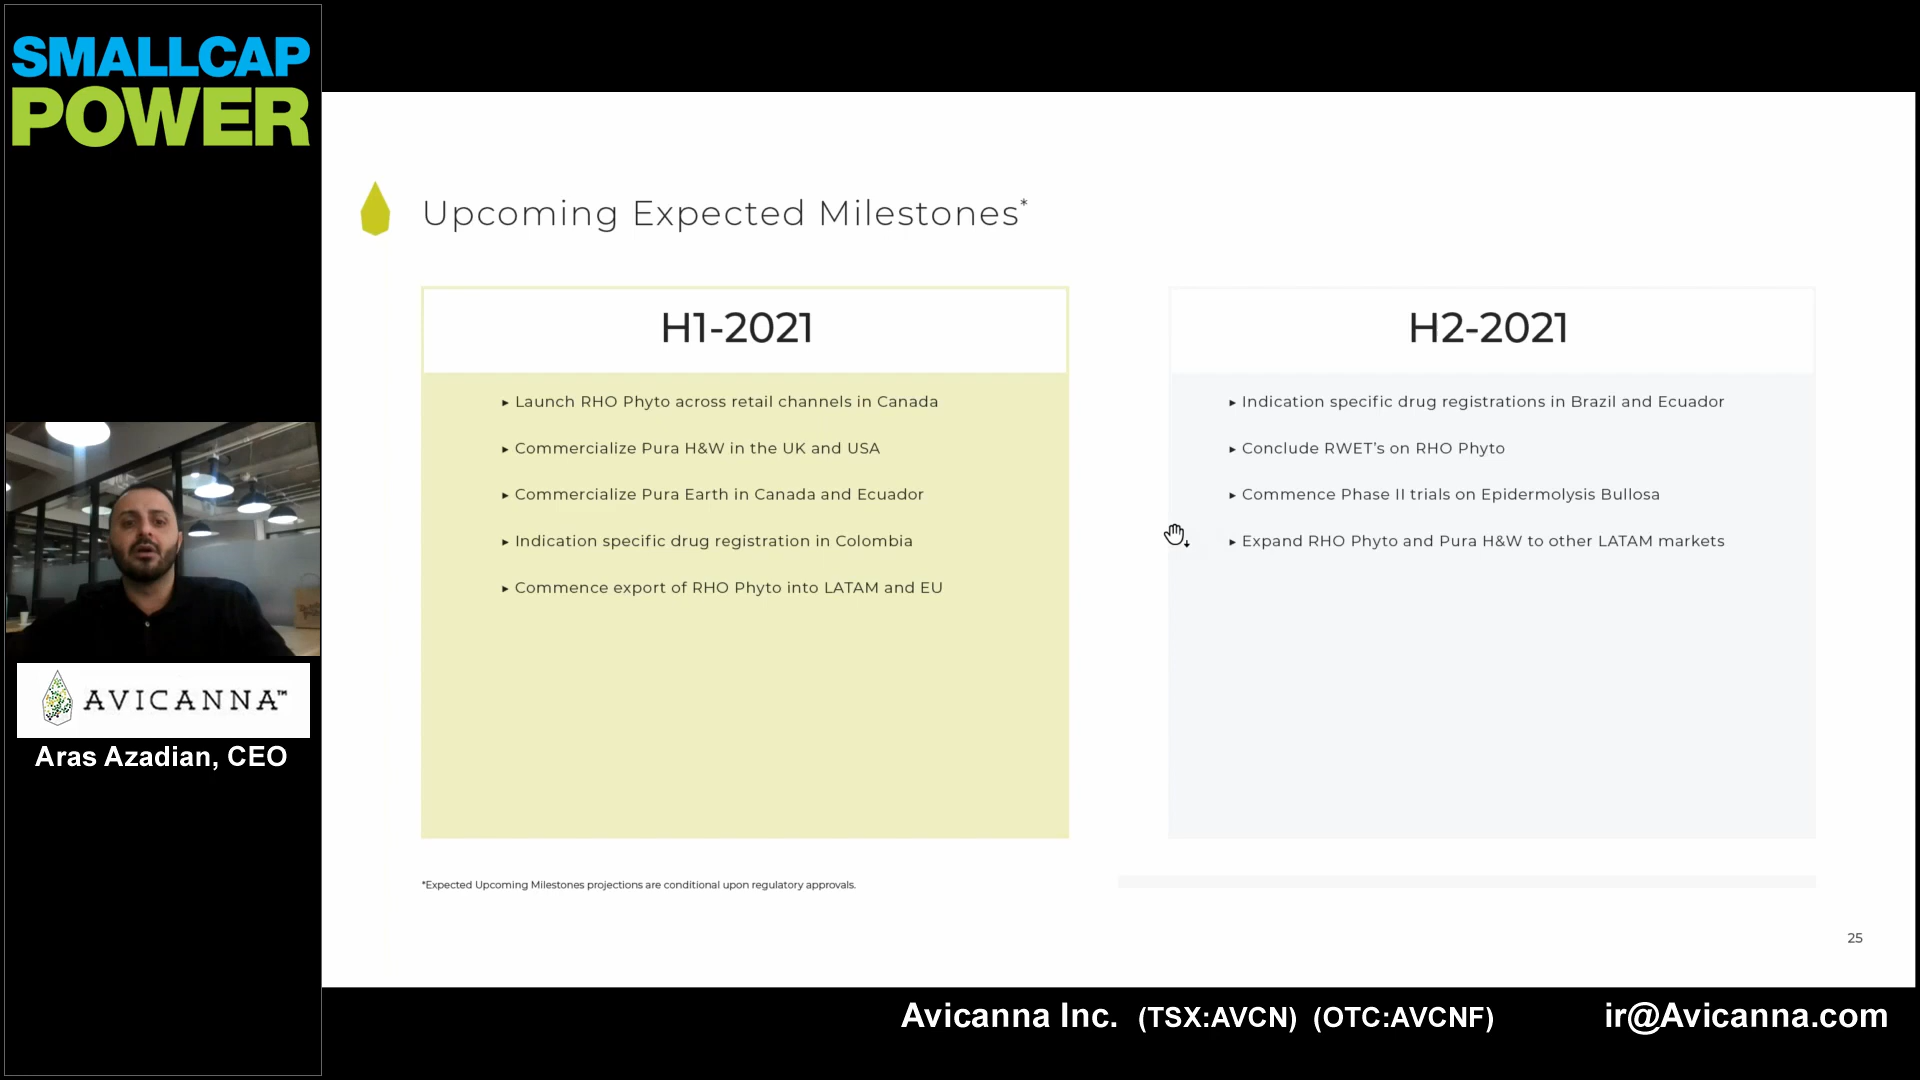 SMALLCAP
POWER
Upcoming Expected Milestones*
H1-2021
▸ Launch RHO Phyto across retail channels in Canada
▸ Commercialize Pura H&W in the UK and USA
▸ Commercialize Pura Earth in Canada and Ecuador
▸ Indication specific drug registration in Colombia
▸ Commence export of RHO Phyto into LATAM and EU
H2-2021
▸ Indication specific drug registrations in Brazil and Ecuador
▸ Conclude RWET’s on RHO Phyto
▸ Commence Phase II trials on Epidermolysis Bullosa
▸ Expand RHO Phyto and Pura H&W to other LATAM markets
*Expected Upcoming Milestones projections are conditional upon regulatory approvals.
25
AVICANNA™
Aras Azadian, CEO
Avicanna Inc. (TSX:AVCN) (OTC:AVCNF) ir@Avicanna.com